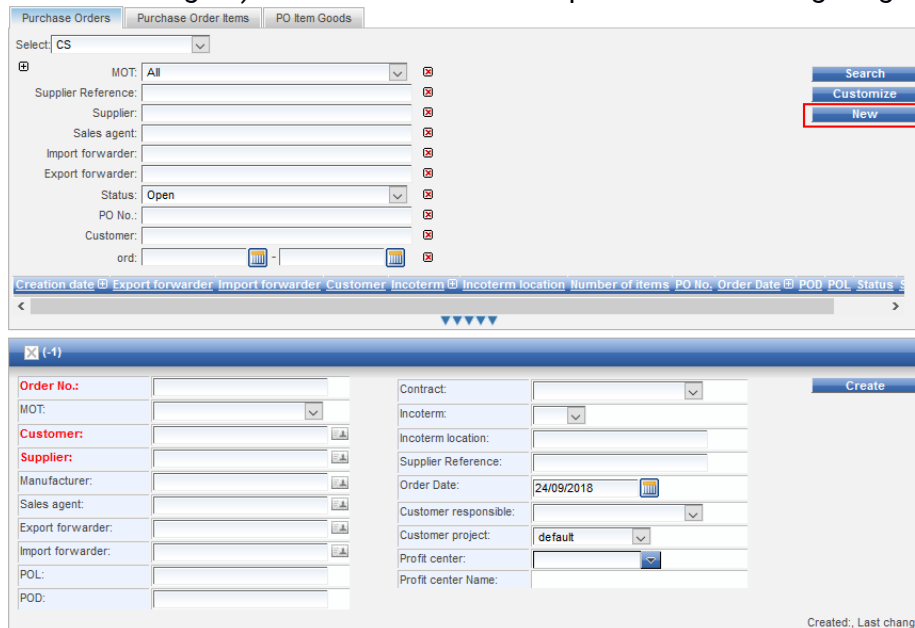 Purchase Orders Purchase Order Items PO Item Goods
Select: CS
MOT: All
Supplier Reference:
Supplier:
Sales agent:
Import forwarder:
Export forwarder:
Status: Open
PO No.:
Customer:
ord: -
Search
Customize
New
Creation date Export forwarder Import forwarder Customer Incoterm Incoterm location Number of items PO No. Order Date POD POL Status
(-1)
Order No.:
MOT:
Customer:
Supplier:
Manufacturer:
Sales agent:
Export forwarder:
Import forwarder:
POL:
POD:
Contract:
Incoterm:
Incoterm location:
Supplier Reference:
Order Date: 24/09/2018
Customer responsible:
Customer project: default
Profit center:
Profit center Name:
Create
Created:, Last chang